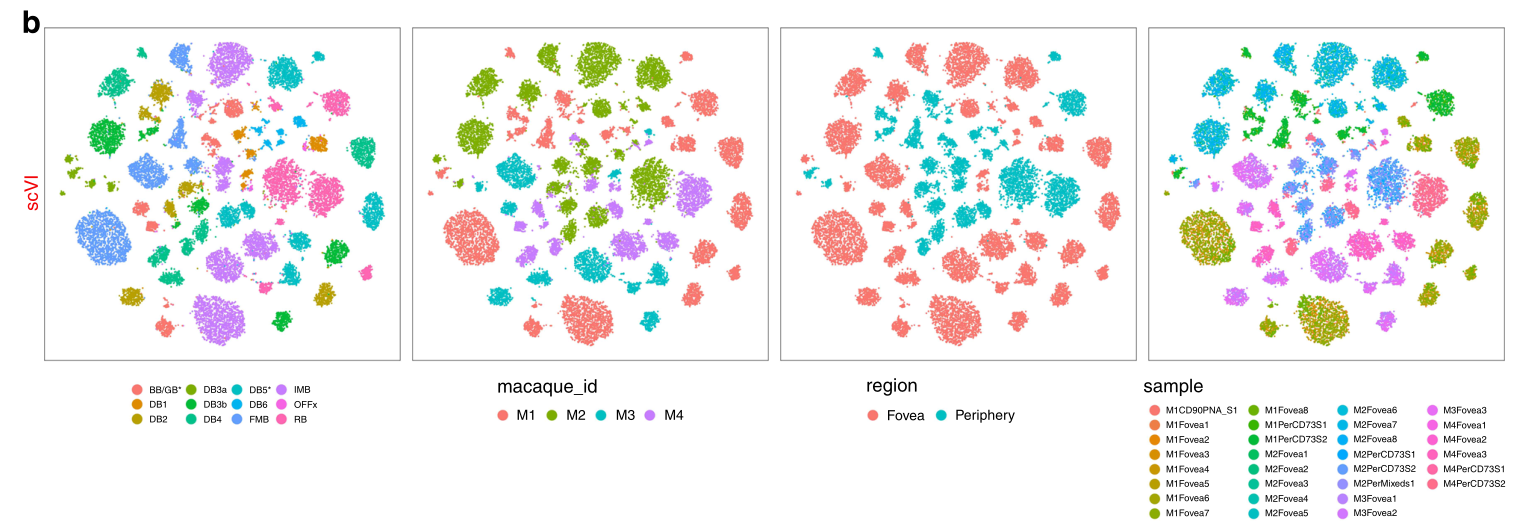 b
scVI
BB/GB* DB3a DB5* IMB
DB1 DB3b DB6 OFFx
DB2 DB4 FMB RB
macaque_id
M1 M2 M3 M4
region
Fovea Periphery
sample
M1CD90PNA_S1 M1Fovea8 M2Fovea6 M3Fovea3
M1Fovea1 M1PerCD73S1 M2Fovea7 M4Fovea1
M1Fovea2 M1PerCD73S2 M2Fovea8 M4Fovea2
M1Fovea3 M2Fovea1 M2PerCD73S1 M4Fovea3
M1Fovea4 M2Fovea2 M2PerCD73S2 M4PerCD73S1
M1Fovea5 M2Fovea3 M2PerMixeds1 M4PerCD73S2
M1Fovea6 M2Fovea4 M3Fovea1
M1Fovea7 M2Fovea5 M3Fovea2